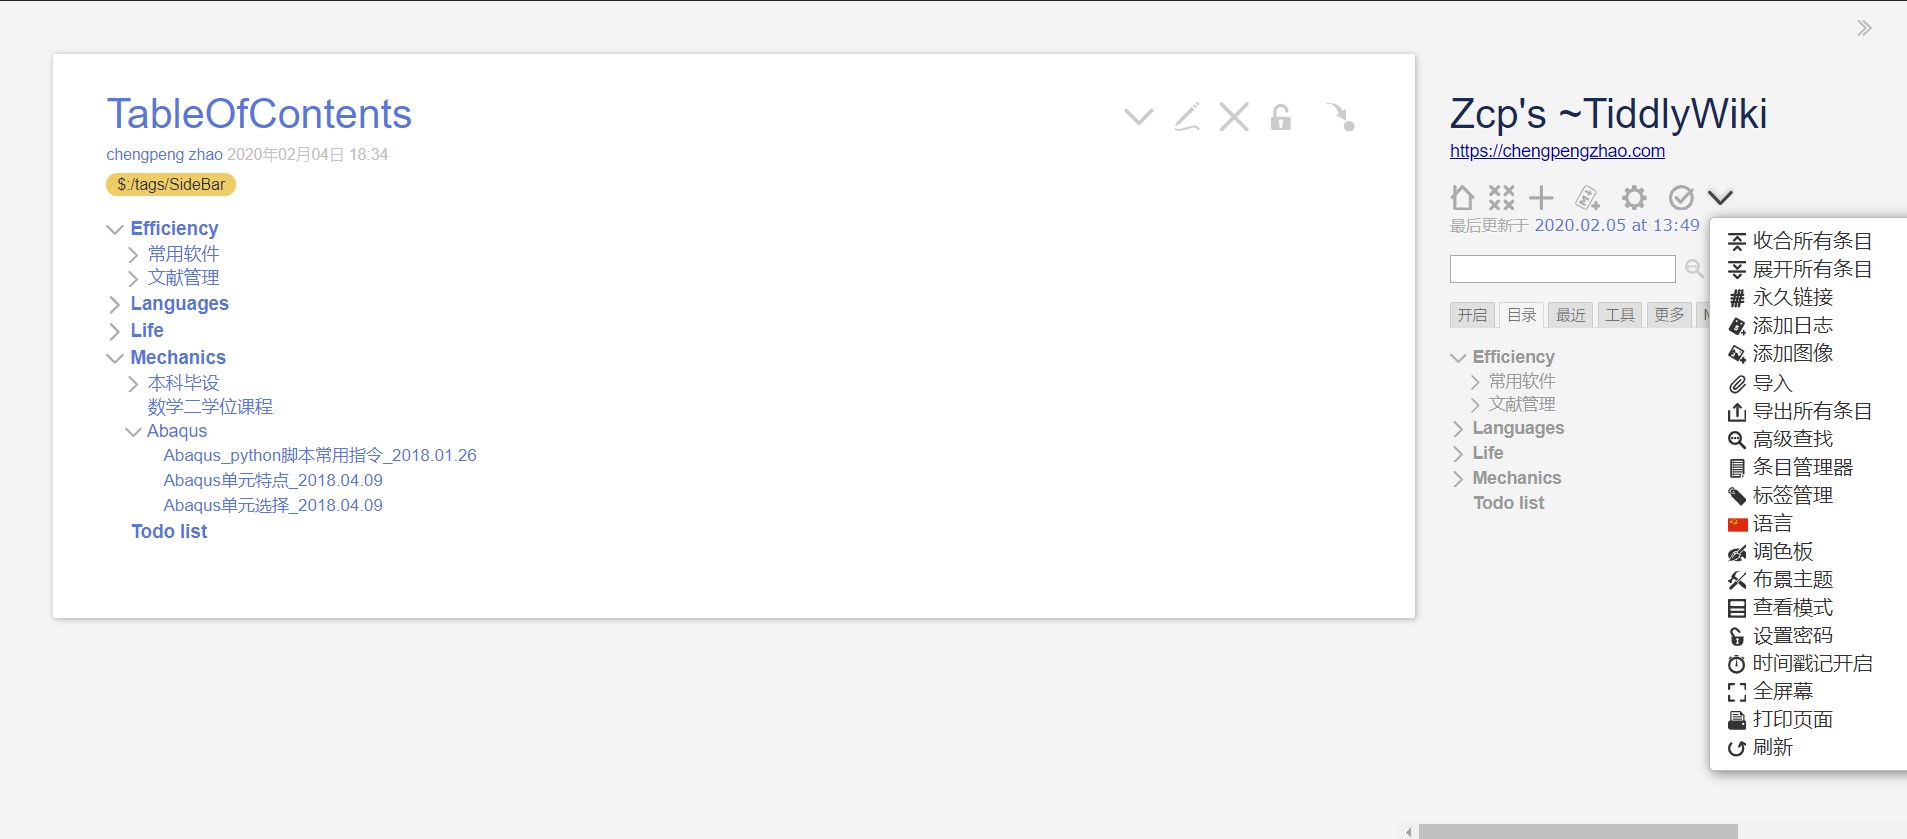 TableOfContents
chengpeng zhao 2020年02月04日 18:34
$:/tags/SideBar
Efficiency
常用软件
文献管理
Languages
Life
Mechanics
本科毕设
数学二学位课程
Abaqus
Abaqus_python脚本常用指令_2018.01.26
Abaqus单元特点_2018.04.09
Abaqus单元选择_2018.04.09
Todo list
Zcp's ~TiddlyWiki
https://chengpengzhao.com
最后更新于 2020.02.05 at 13:49
开启 目录 最近 工具 更多
Efficiency
常用软件
文献管理
Languages
Life
Mechanics
Todo list
收合所有条目
展开所有条目
永久链接
添加日志
添加图像
导入
导出所有条目
高级查找
条目管理器
标签管理
语言
调色板
布景主题
查看模式
设置密码
时间戳记开启
全屏幕
打印页面
刷新